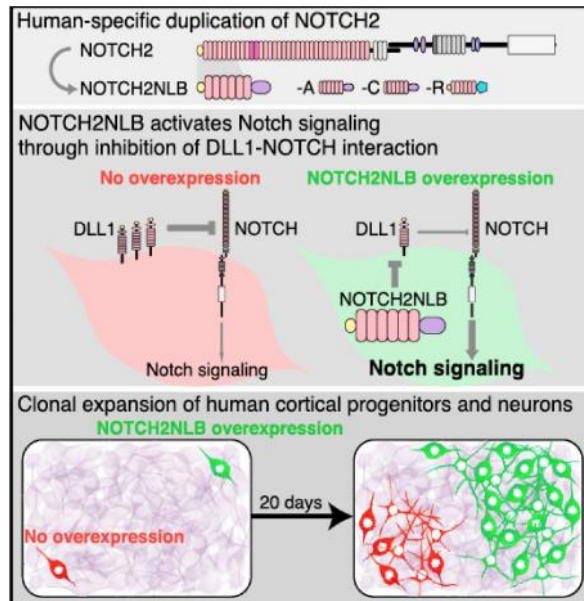 Human-specific duplication of NOTCH2
NOTCH2
NOTCH2NLB -A -C -R
NOTCH2NLB activates Notch signaling
through inhibition of DLL1-NOTCH interaction
No overexpression NOTCH2NLB overexpression
DLL1 NOTCH DLL1 NOTCH
NOTCH2NLB
Notch signaling Notch signaling
Clonal expansion of human cortical progenitors and neurons
NOTCH2NLB overexpression
20 days
No overexpression